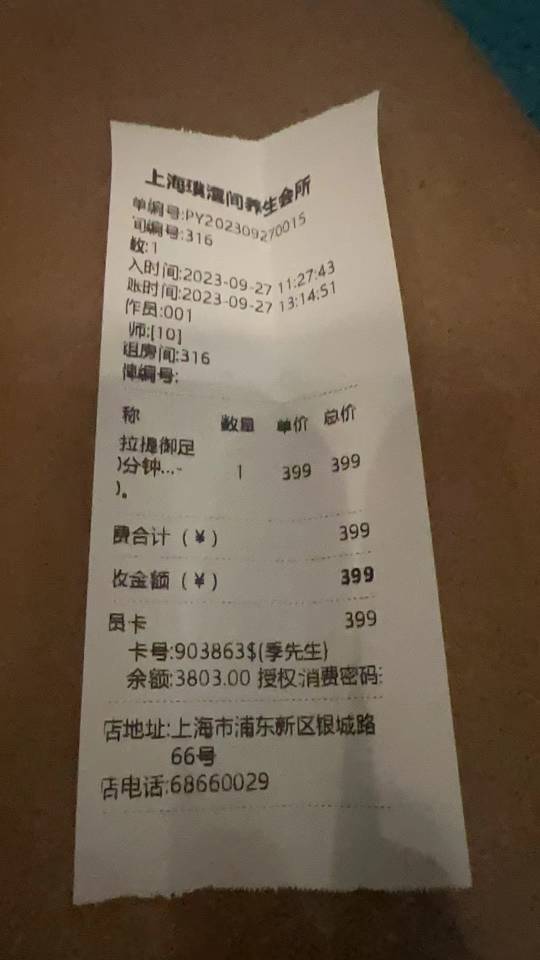 上海璞瀍间养生会所
单编号:PY202309270015
间编号:316
数:1
入时间:2023-09-27 11:27:43
账时间:2023-09-27 13:14:51
作员:001
师:[10]
组房间:316
牌编号:
称 数量 单价 总价
拉提御足
)分钟...-
)。 1 399 399
费合计（¥） 399
收金额（¥） 399
员卡 399
卡号:903863$(季先生)
余额:3803.00 授权:消费密码:
店地址:上海市浦东新区银城路
66号
店电话:68660029